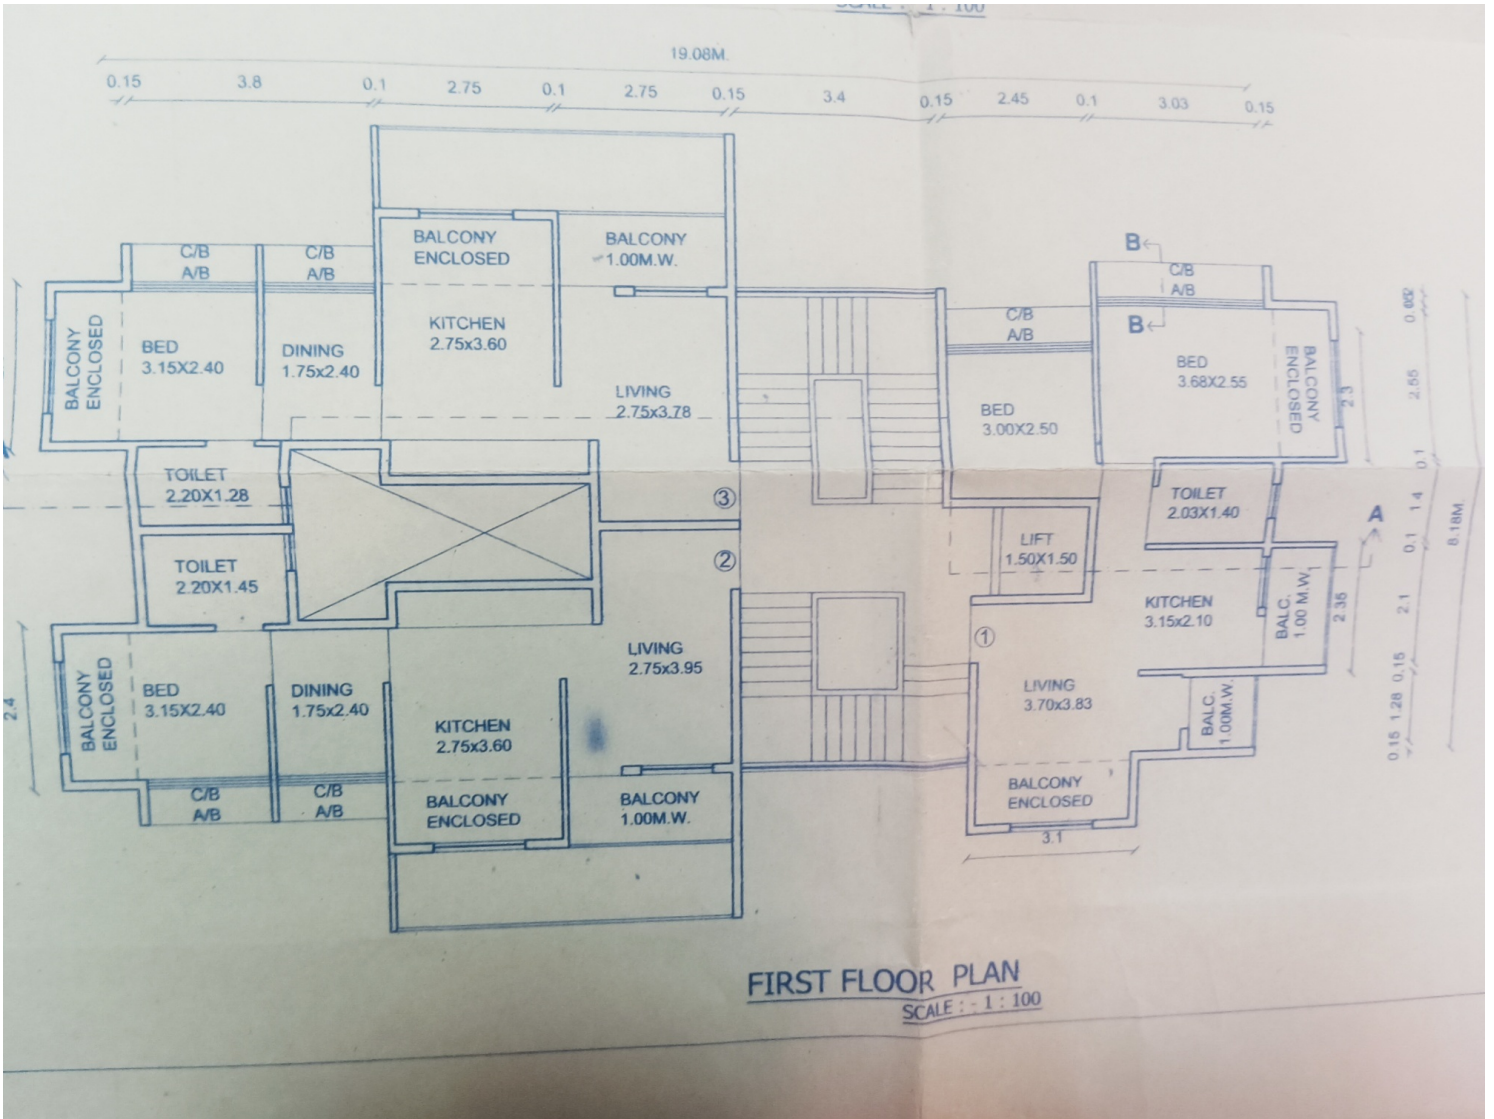 SCALE : - 1 : 100
19.08M.
0.15 3.8 0.1 2.75 0.1 2.75 0.15 3.4 0.15 2.45 0.1 3.03 0.15
BALCONY
ENCLOSED
C/B
A/B
C/B
A/B
BED
3.15X2.40
DINING
1.75x2.40
BALCONY
ENCLOSED
KITCHEN
2.75x3.60
BALCONY
1.00M.W.
LIVING
2.75x3.78
TOILET
2.20X1.28
③
TOILET
2.20X1.45
②
2.4
BALCONY
ENCLOSED
BED
3.15X2.40
DINING
1.75x2.40
C/B
A/B
C/B
A/B
KITCHEN
2.75x3.60
BALCONY
ENCLOSED
LIVING
2.75x3.95
BALCONY
1.00M.W.
C/B
A/B
BED
3.00X2.50
B
B
C/B
A/B
BED
3.68X2.55
BALCONY
ENCLOSED
2.3
TOILET
2.03X1.40
LIFT
1.50X1.50
A
KITCHEN
3.15x2.10
BALC.
1.00 M.W.
2.35
①
LIVING
3.70x3.83
BALC.
1.00M.W.
BALCONY
ENCLOSED
3.1
0.15 1.28 0.15 2.1 0.1 1.4 0.1 2.55
8.18M.
FIRST FLOOR PLAN
SCALE : - 1 : 100